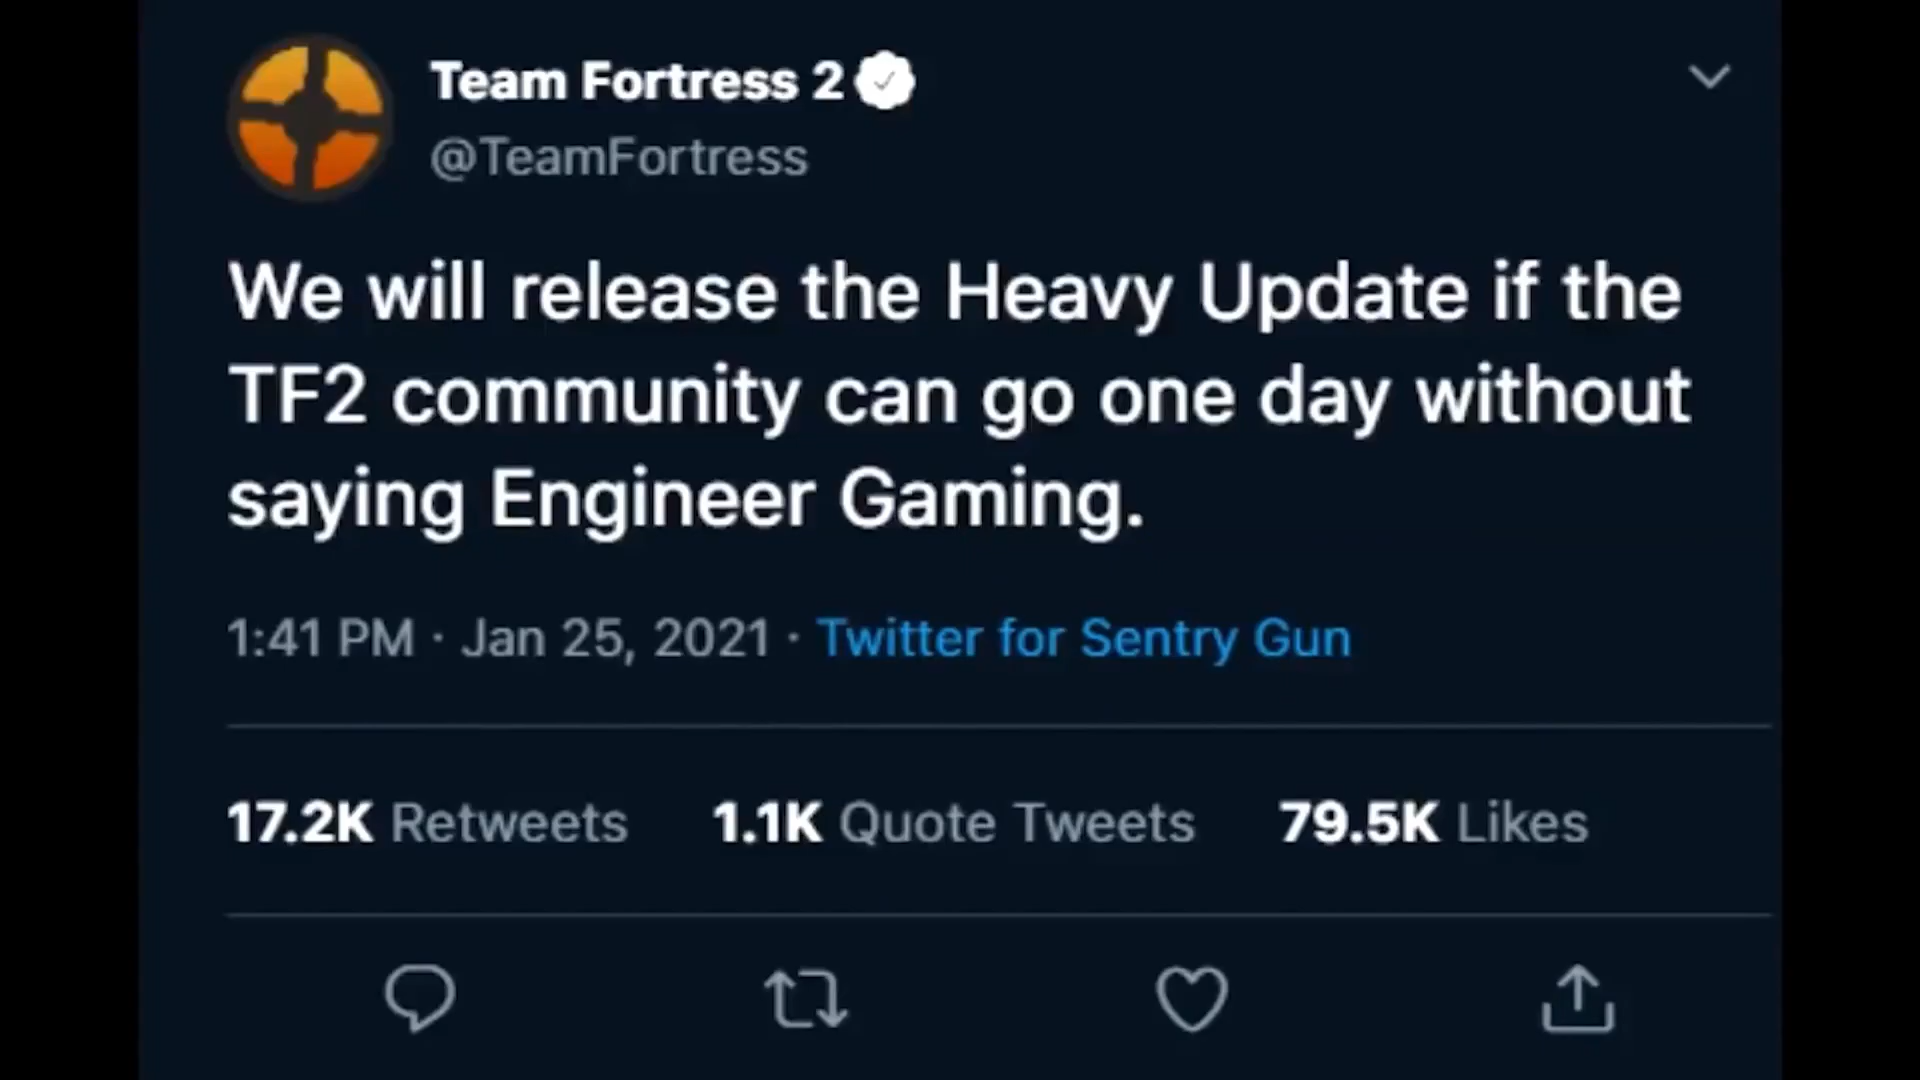 Team Fortress 2
@TeamFortress
We will release the Heavy Update if the
TF2 community can go one day without
saying Engineer Gaming.
1:41 PM · Jan 25, 2021 · Twitter for Sentry Gun
17.2K Retweets 1.1K Quote Tweets 79.5K Likes